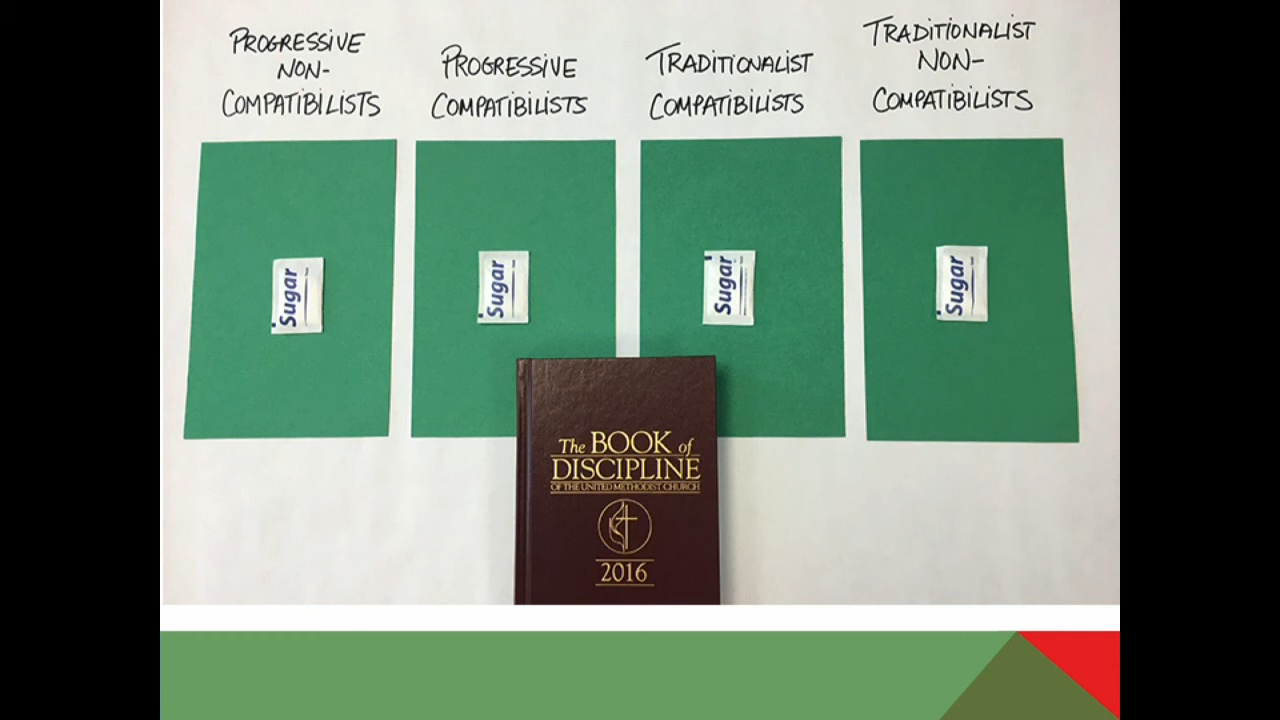 PROGRESSIVE
NON-
COMPATIBILISTS
PROGRESSIVE
COMPATIBILISTS
TRADITIONALIST
COMPATIBILISTS
TRADITIONALIST
NON-
COMPATIBILISTS
Sugar
Sugar
Sugar
Sugar
The BOOK of
DISCIPLINE
OF THE UNITED METHODIST CHURCH
2016